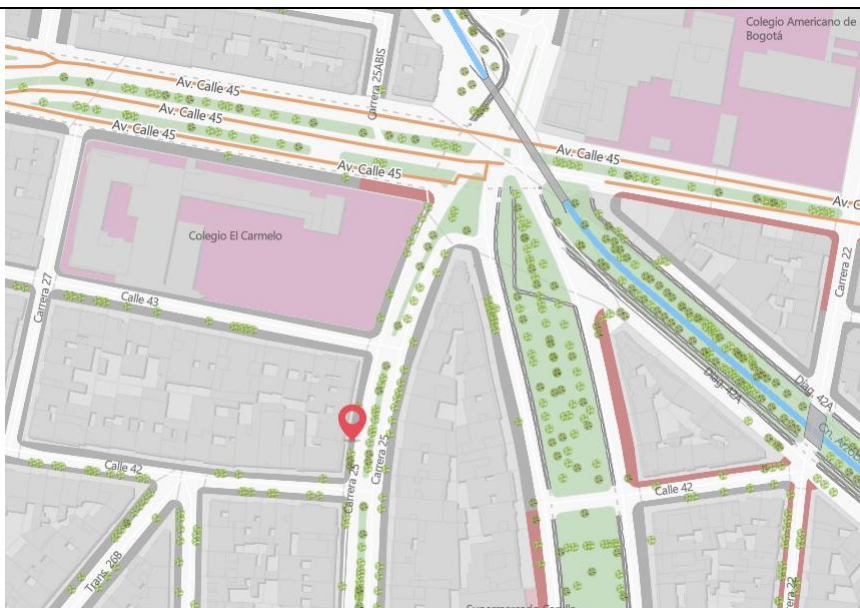 Colegio Americano de
Bogotá
Carrera 25ABIS
Av. Calle 45
Av. Calle 45
Av. Calle 45
Av. Calle 45
Av. Calle 45
Av. C
Colegio El Carmelo
Carrera 22
Carrera 27
Calle 43
Diag. 42A
Diag. 42A
Carrera 25
Carrera 25
Calle 42
Calle 42
Trans. 26B